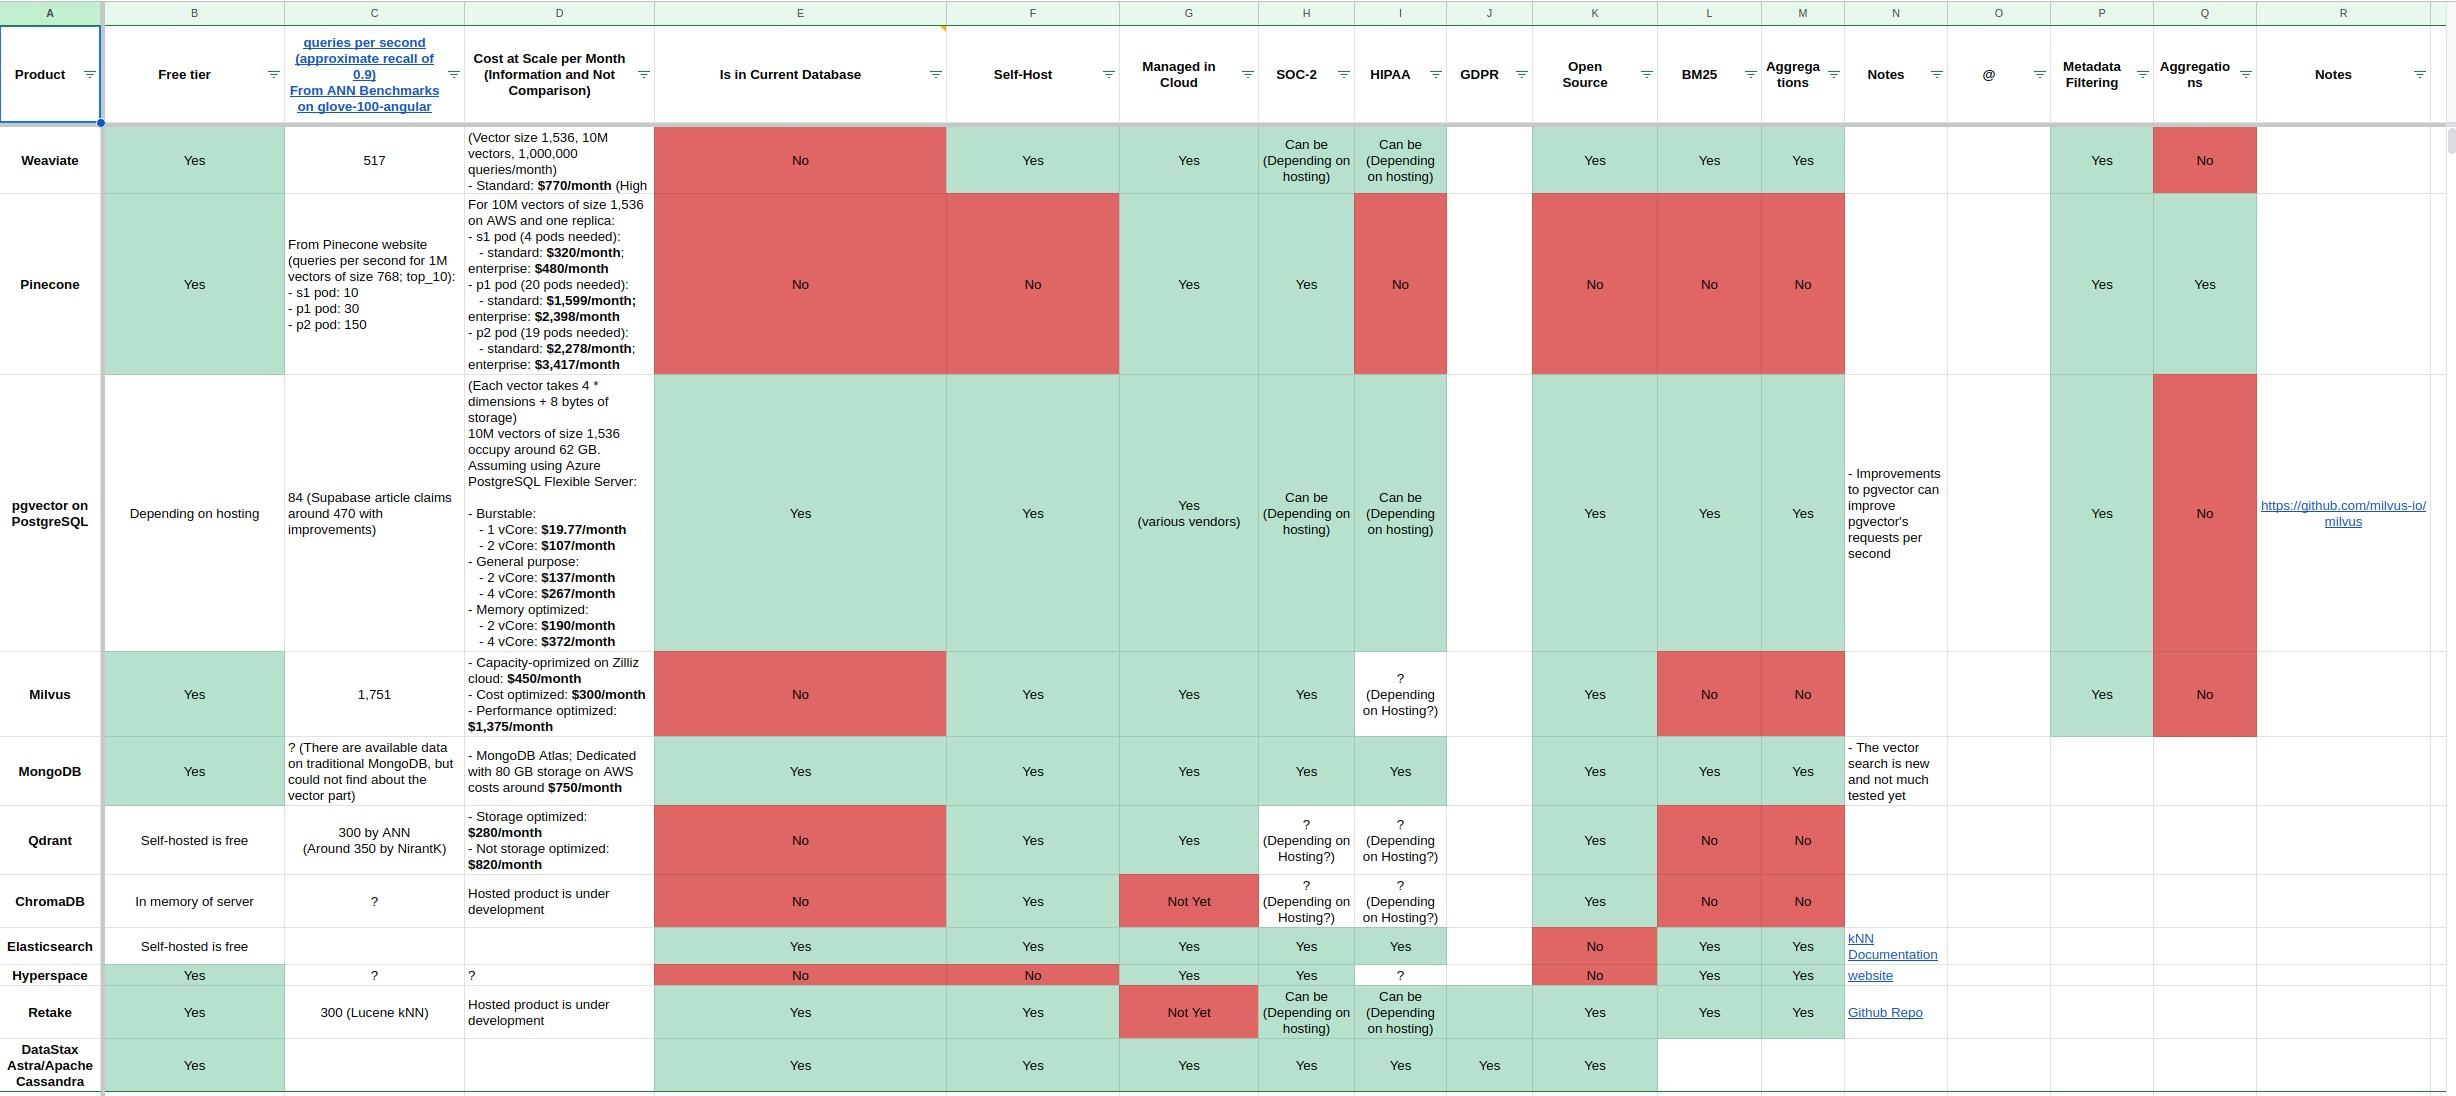 A B C D E F G H I J K L M N O P Q R
Product
Free tier
queries per second
(approximate recall of
0.9)
From ANN Benchmarks
on glove-100-angular
Cost at Scale per Month
(Information and Not
Comparison)
Is in Current Database
Self-Host
Managed in
Cloud
SOC-2
HIPAA
GDPR
Open
Source
BM25
Aggrega
tions
Notes
@
Metadata
Filtering
Aggregatio
ns
Notes
Weaviate
Yes
517
(Vector size 1,536, 10M
vectors, 1,000,000
queries/month)
- Standard: $770/month (High
No
Yes
Yes
Can be
(Depending on
hosting)
Can be
(Depending
on hosting)
Yes
Yes
Yes
Yes
No
Pinecone
Yes
From Pinecone website
(queries per second for 1M
vectors of size 768; top_10):
- s1 pod: 10
- p1 pod: 30
- p2 pod: 150
For 10M vectors of size 1,536
on AWS and one replica:
- s1 pod (4 pods needed):
- standard: $320/month;
enterprise: $480/month
- p1 pod (20 pods needed):
- standard: $1,599/month;
enterprise: $2,398/month
- p2 pod (19 pods needed):
- standard: $2,278/month;
enterprise: $3,417/month
No
No
Yes
Yes
No
No
No
No
Yes
Yes
pgvector on
PostgreSQL
Depending on hosting
84 (Supabase article claims
around 470 with
improvements)
(Each vector takes 4 *
dimensions + 8 bytes of
storage)
10M vectors of size 1,536
occupy around 62 GB.
Assuming using Azure
PostgreSQL Flexible Server:
- Burstable:
- 1 vCore: $19.77/month
- 2 vCore: $107/month
- General purpose:
- 2 vCore: $137/month
- 4 vCore: $267/month
- Memory optimized:
- 2 vCore: $190/month
- 4 vCore: $372/month
Yes
Yes
Yes
(various vendors)
Can be
(Depending on
hosting)
Can be
(Depending
on hosting)
Yes
Yes
Yes
- Improvements
to pgvector can
improve
pgvector's
requests per
second
Yes
No
https://github.com/milvus-io/
milvus
Milvus
Yes
1,751
- Capacity-oprimized on Zilliz
cloud: $450/month
- Cost optimized: $300/month
- Performance optimized:
$1,375/month
No
Yes
Yes
Yes
?
(Depending
on Hosting?)
Yes
No
No
Yes
No
MongoDB
Yes
? (There are available data
on traditional MongoDB, but
could not find about the
vector part)
- MongoDB Atlas; Dedicated
with 80 GB storage on AWS
costs around $750/month
Yes
Yes
Yes
Yes
Yes
Yes
Yes
Yes
- The vector
search is new
and not much
tested yet
Qdrant
Self-hosted is free
300 by ANN
(Around 350 by NirantK)
- Storage optimized:
$280/month
- Not storage optimized:
$820/month
No
Yes
Yes
?
(Depending on
Hosting?)
?
(Depending
on Hosting?)
Yes
No
No
ChromaDB
In memory of server
?
Hosted product is under
development
No
Yes
Not Yet
?
(Depending on
Hosting?)
?
(Depending
on Hosting?)
Yes
No
No
Elasticsearch
Self-hosted is free
Yes
Yes
Yes
Yes
Yes
No
Yes
Yes
kNN
Documentation
Hyperspace
Yes
?
?
No
No
Yes
Yes
?
No
Yes
Yes
website
Retake
Yes
300 (Lucene kNN)
Hosted product is under
development
Yes
Yes
Not Yet
Can be
(Depending on
hosting)
Can be
(Depending
on hosting)
Yes
Yes
Yes
Github Repo
DataStax
Astra/Apache
Cassandra
Yes
Yes
Yes
Yes
Yes
Yes
Yes
Yes